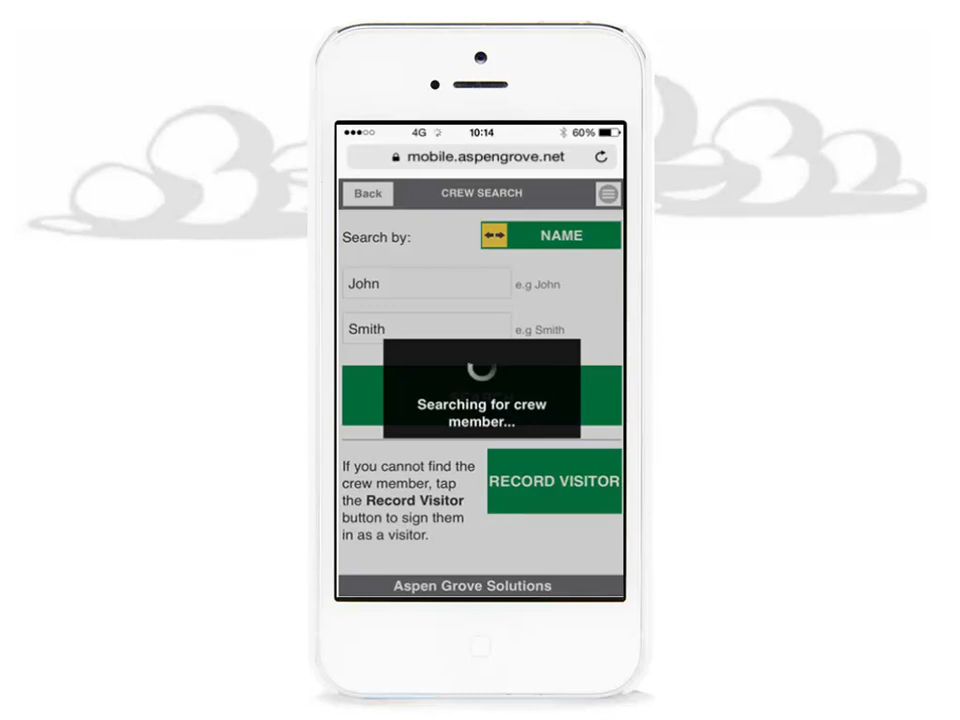 4G 10:14 60%
mobile.aspengrove.net
Back CREW SEARCH
Search by: NAME
John e.g John
Smith e.g Smith
Searching for crew
member...
If you cannot find the
crew member, tap
the Record Visitor
button to sign them
in as a visitor.
RECORD VISITOR
Aspen Grove Solutions